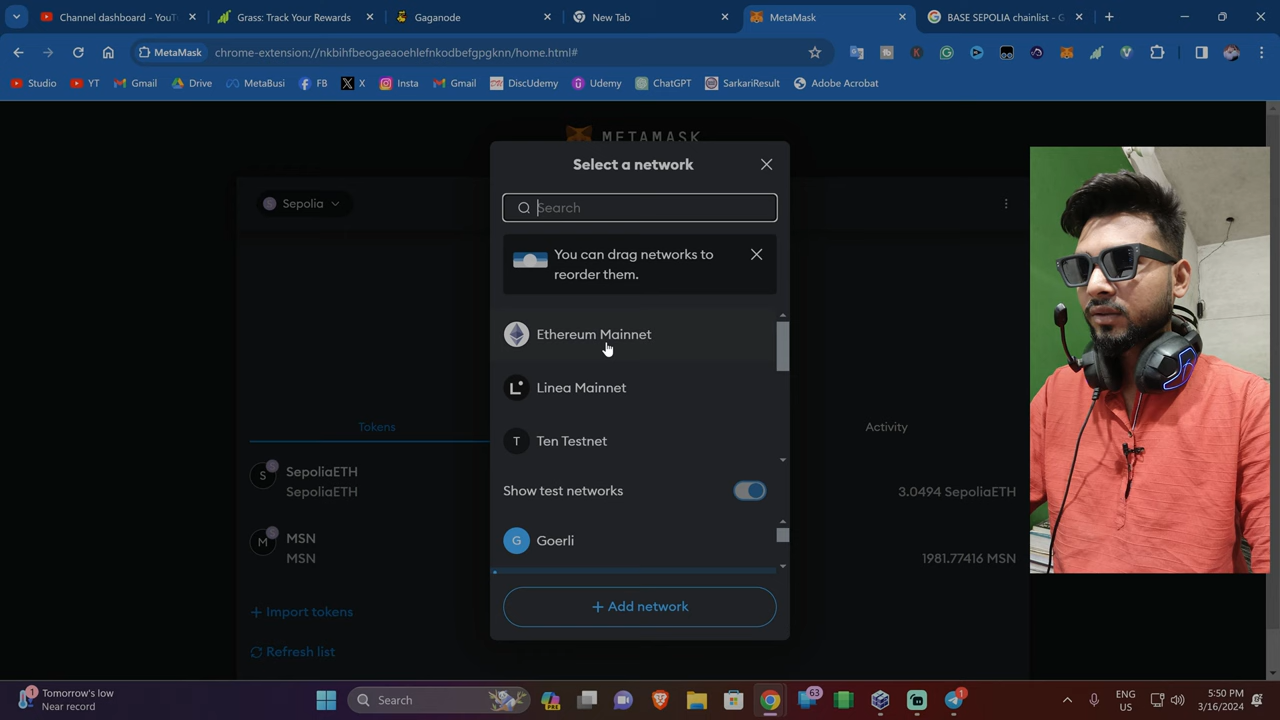 Channel dashboard - YouT
Grass: Track Your Rewards
Gaganode
New Tab
MetaMask
BASE SEPOLIA chainlist - G
MetaMask
chrome-extension://nkbihfbeogaeaoehlefnkodbefgpgknn/home.html#
Studio
YT
Gmail
Drive
MetaBusi
FB
X
Insta
Gmail
DiscUdemy
Udemy
ChatGPT
SarkariResult
Adobe Acrobat
METAMASK
Sepolia
Select a network
Search
You can drag networks to
reorder them.
Ethereum Mainnet
Linea Mainnet
T Ten Testnet
Show test networks
G Goerli
+ Add network
Tokens
Activity
S SepoliaETH
SepoliaETH
3.0494 SepoliaETH
M MSN
MSN
1981.77416 MSN
+ Import tokens
Refresh list
1
Tomorrow's low
Near record
Search
63
1
ENG
US
5:50 PM
3/16/2024